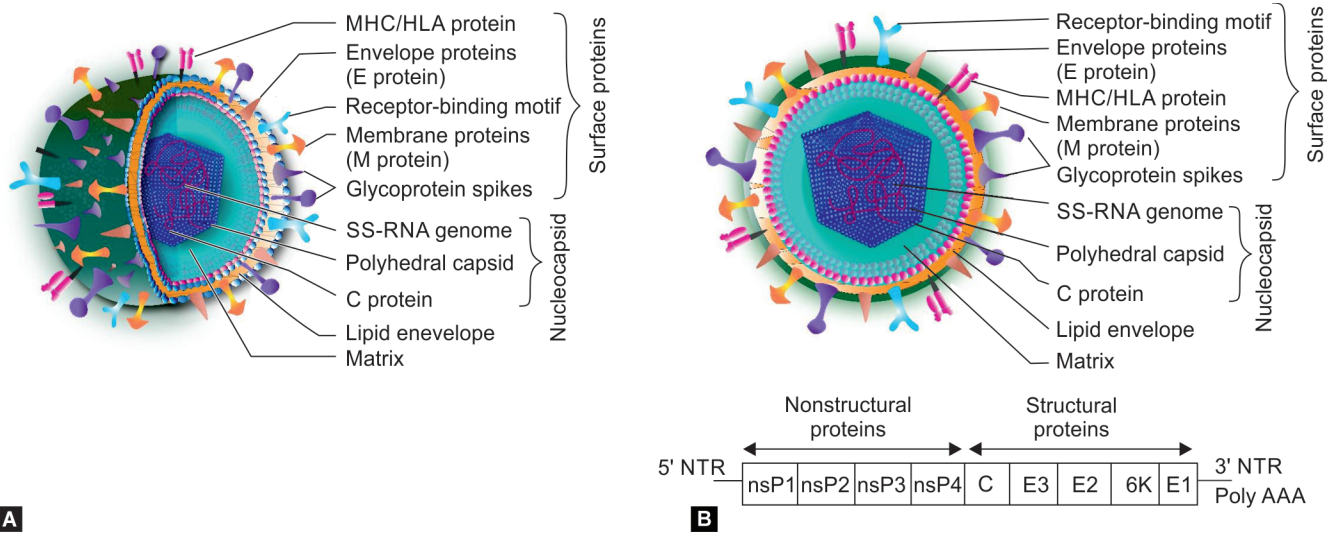 MHC/HLA protein
Envelope proteins
(E protein)
Receptor-binding motif
Membrane proteins
(M protein)
Glycoprotein spikes
Surface proteins
SS-RNA genome
Polyhedral capsid
C protein
Nucleocapsid
Lipid enevelope
Matrix
A
Receptor-binding motif
Envelope proteins
(E protein)
MHC/HLA protein
Membrane proteins
(M protein)
Glycoprotein spikes
Surface proteins
SS-RNA genome
Polyhedral capsid
C protein
Nucleocapsid
Lipid envelope
Matrix
Nonstructural
proteins
Structural
proteins
5' NTR
nsP1 nsP2 nsP3 nsP4 C E3 E2 6K E1
3' NTR
Poly AAA
B